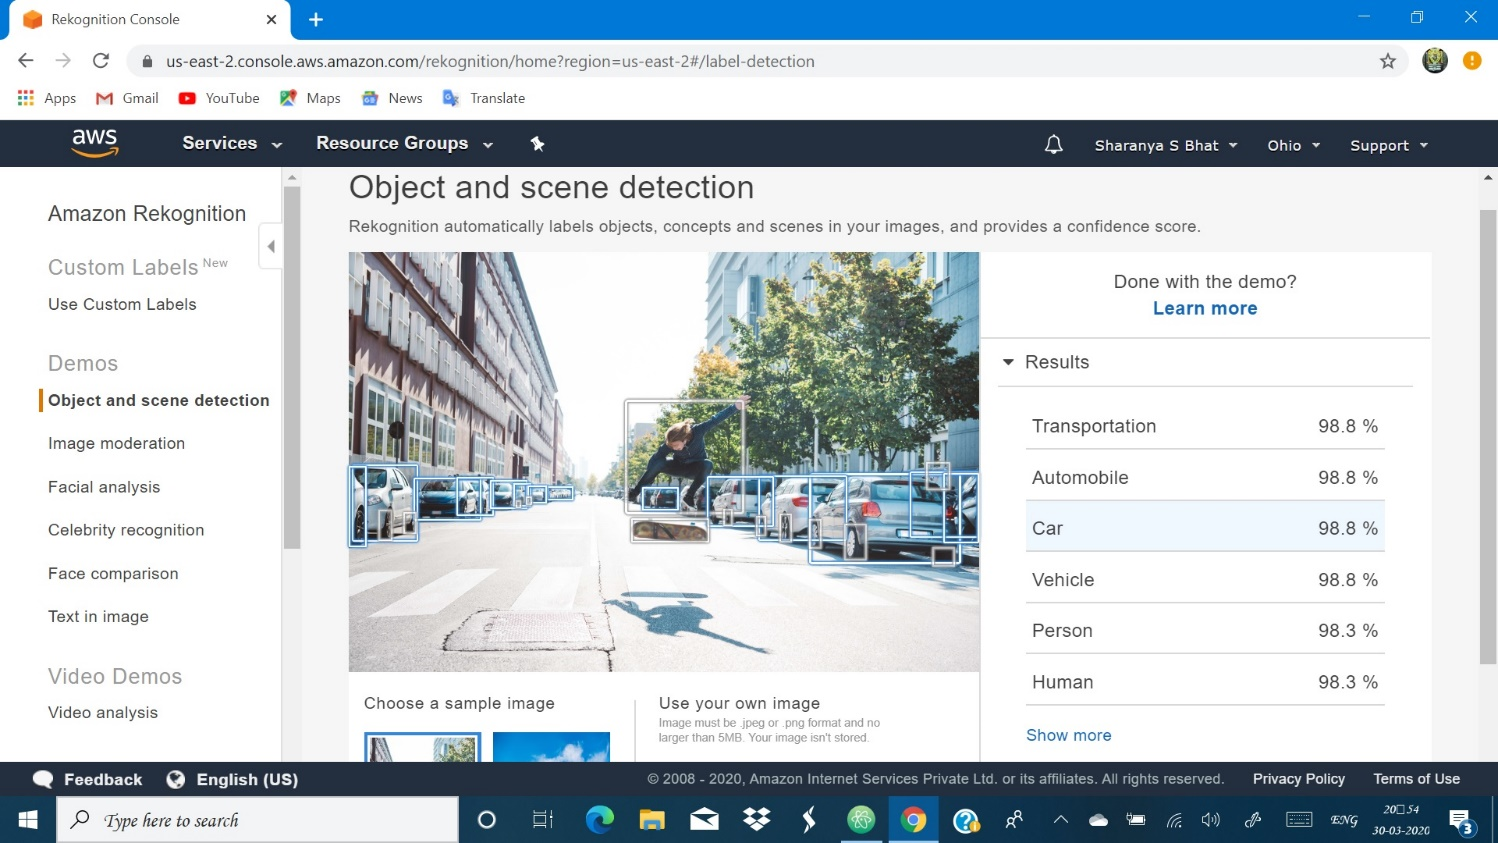 Rekognition Console
us-east-2.console.aws.amazon.com/rekognition/home?region=us-east-2#/label-detection
Apps Gmail YouTube Maps News Translate
aws Services Resource Groups Sharanya S Bhat Ohio Support
Amazon Rekognition
Custom Labels New
Use Custom Labels
Demos
Object and scene detection
Image moderation
Facial analysis
Celebrity recognition
Face comparison
Text in image
Video Demos
Video analysis
Object and scene detection
Rekognition automatically labels objects, concepts and scenes in your images, and provides a confidence score.
Done with the demo?
Learn more
Results
Transportation 98.8 %
Automobile 98.8 %
Car 98.8 %
Vehicle 98.8 %
Person 98.3 %
Human 98.3 %
Show more
Choose a sample image
Use your own image
Image must be .jpeg or .png format and no
larger than 5MB. Your image isn't stored.
Feedback English (US) © 2008 - 2020, Amazon Internet Services Private Ltd. or its affiliates. All rights reserved. Privacy Policy Terms of Use
Type here to search
ENG
20□54
30-03-2020
3